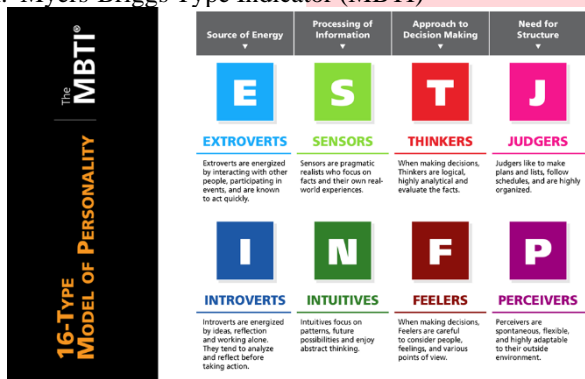 Myers-Briggs Type Indicator (MBTI)
The MBTI®
16-TYPE
MODEL OF PERSONALITY
Source of Energy
Processing of
Information
Approach to
Decision Making
Need for
Structure
E
S
T
J
EXTROVERTS
SENSORS
THINKERS
JUDGERS
Extroverts are energized
by interacting with other
people, participating in
events, and are known
to act quickly.
Sensors are pragmatic
realists who focus on
facts and their own real-
world experiences.
When making decisions,
Thinkers are logical,
highly analytical and
evaluate the facts.
Judgers like to make
plans and lists, follow
schedules, and are highly
organized.
I
N
F
P
INTROVERTS
INTUITIVES
FEELERS
PERCEIVERS
Introverts are energized
by ideas, reflection
and working alone.
They tend to analyze
and reflect before
taking action.
Intuitives focus on
patterns, future
possibilities and enjoy
abstract thinking.
When making decisions,
Feelers are careful
to consider people,
feelings, and various
points of view.
Perceivers are
spontaneous, flexible,
and highly adaptable
to their outside
environment.